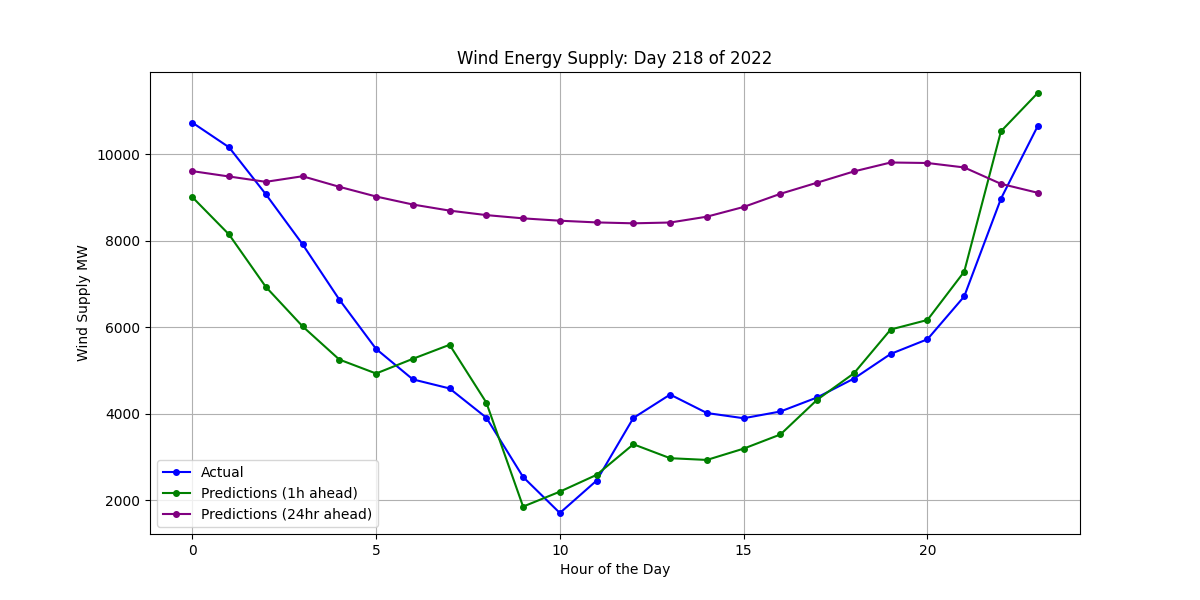 Wind Energy Supply: Day 218 of 2022
Wind Supply MW
10000
8000
6000
4000
2000
Actual
Predictions (1h ahead)
Predictions (24hr ahead)
0 5 10 15 20
Hour of the Day